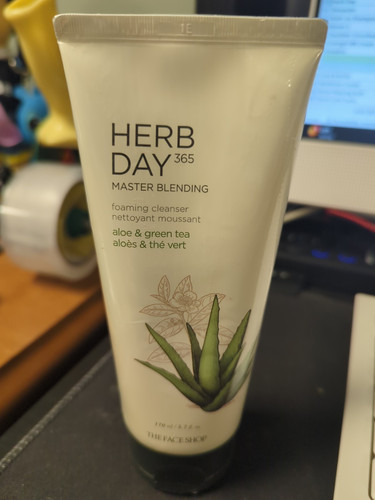 HERB
DAY 365
MASTER BLENDING
foaming cleanser
nettoyant moussant
aloe & green tea
aloès & thé vert
THE FACE SHOP